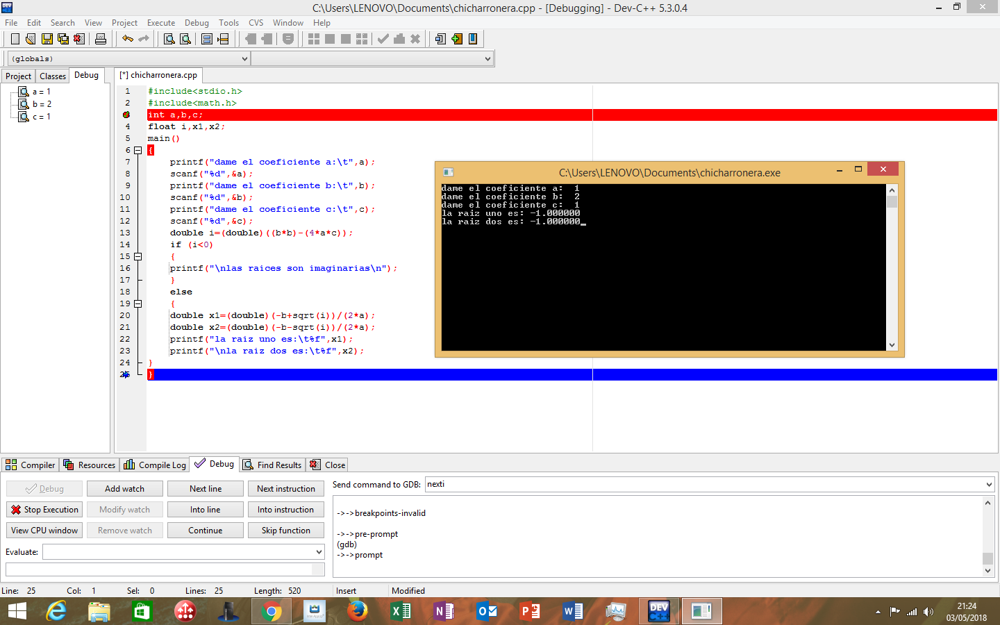 C:\Users\LENOVO\Documents\chicharronera.cpp - [Debugging] - Dev-C++ 5.3.0.4
File Edit Search View Project Execute Debug Tools CVS Window Help
(globals)
Project Classes Debug
[*] chicharronera.cpp
a = 1
b = 2
c = 1
1 #include<stdio.h>
2 #include<math.h>
int a,b,c;
4 float i,x1,x2;
5 main()
6 {
7 printf("dame el coeficiente a:\t",a);
8 scanf("%d",&a);
9 printf("dame el coeficiente b:\t",b);
10 scanf("%d",&b);
11 printf("dame el coeficiente c:\t",c);
12 scanf("%d",&c);
13 double i=(double)((b*b)-(4*a*c));
14 if (i<0)
15 {
16 printf("\nlas raices son imaginarias\n");
17 }
18 else
19 {
20 double x1=(double)(-b+sqrt(i))/(2*a);
21 double x2=(double)(-b-sqrt(i))/(2*a);
22 printf("la raiz uno es:\t%f",x1);
23 printf("\nla raiz dos es:\t%f",x2);
24 }
25 }
C:\Users\LENOVO\Documents\chicharronera.exe
dame el coeficiente a: 1
dame el coeficiente b: 2
dame el coeficiente c: 1
la raiz uno es: -1.000000
la raiz dos es: -1.000000_
Compiler Resources Compile Log Debug Find Results Close
Debug Add watch Next line Next instruction
Stop Execution Modify watch Into line Into instruction
View CPU window Remove watch Continue Skip function
Evaluate:
Send command to GDB: nexti
->->breakpoints-invalid
->->pre-prompt
(gdb)
->->prompt
Line: 25 Col: 1 Sel: 0 Lines: 25 Length: 520 Insert Modified
DEV C++
21:24
03/05/2018